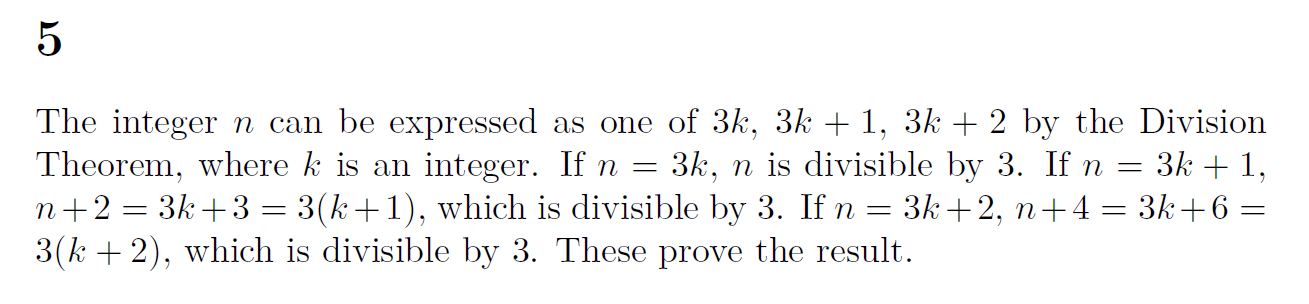 5
The integer n can be expressed as one of 3k, 3k + 1, 3k + 2 by the Division
Theorem, where k is an integer. If n = 3k, n is divisible by 3. If n = 3k + 1,
n+2 = 3k+3 = 3(k+1), which is divisible by 3. If n = 3k+2, n+4 = 3k+6 =
3(k + 2), which is divisible by 3. These prove the result.